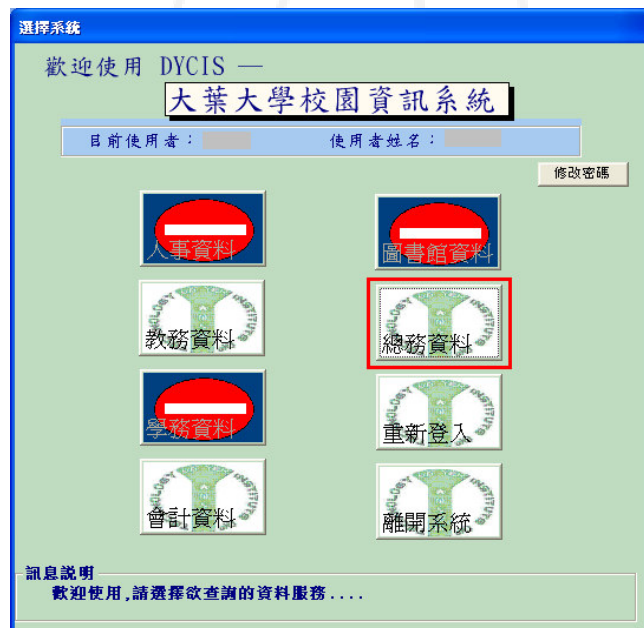 選擇系統
歡迎使用 DYCIS —
大葉大學校園資訊系統
目前使用者： 使用者姓名：
修改密碼
人事資料 圖書館資料
教務資料 總務資料
學務資料 重新登入
會計資料 離開系統
訊息說明
歡迎使用,請選擇欲查詢的資料服務....